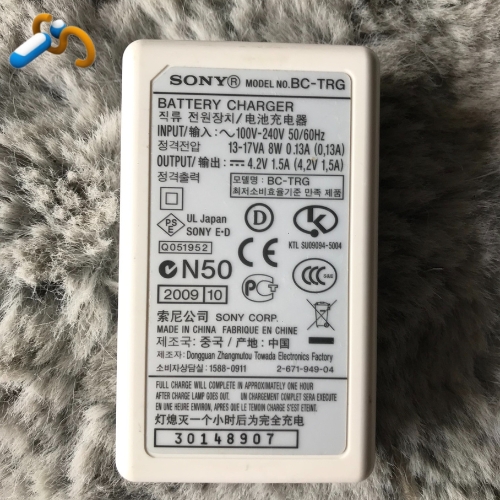 SONY® MODEL NO. BC-TRG
BATTERY CHARGER
직류 전원장치/电池充电器
INPUT/输入: ～100V-240V 50/60Hz
정격전압 13-17VA 8W 0.13A (0,13A)
OUTPUT/输出: ⎓ 4.2V 1.5A (4,2V 1,5A)
정격출력 모델명: BC-TRG
최저소비효율기준 만족 제품
PSE
UL Japan
SONY E•D
D
K
KTL SU09094-5004
Q051952
CE
N50
CCC
2009 10
索尼公司 SONY CORP.
MADE IN CHINA FABRIQUE EN CHINE
제조국: 중국 / 产地: 中国
제조자: Dongguan Zhangmutou Towada Electronics Factory
소비자상담실: 1588-0911 2-671-949-04
FULL CHARGE WILL COMPLETE IN APPROXIMATELY ONE HOUR
AFTER CHARGE LAMP GOES OUT. UN CHARGEMENT COMPLET SERA EXECUTE
EN UNE HEURE ENVIRON, APRES QUE LE TEMOIN CHARGE S'EST ETEINT.
灯熄灭一个小时后为完全充电
30148907